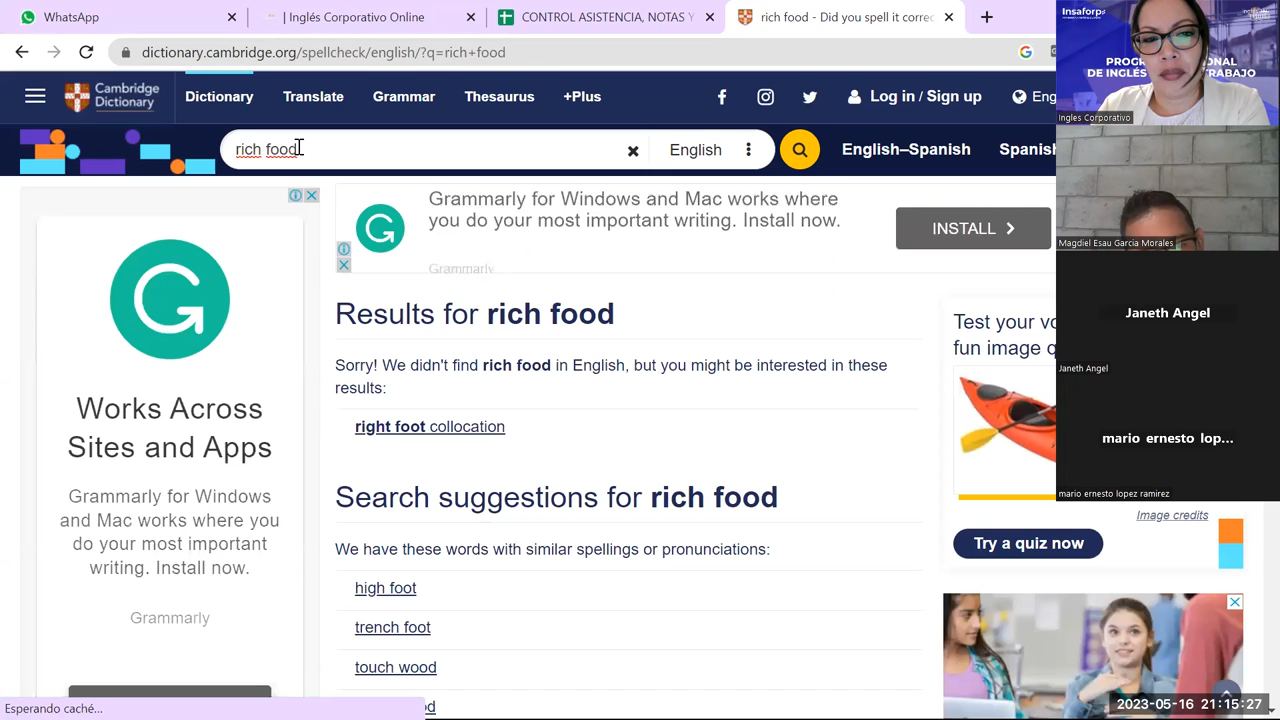 WhatsApp
| Inglés Corporativo Online
rich food - Did you spell it correc
dictionary.cambridge.org/spellcheck/english/?q=rich+food
Cambridge
Dictionary
Dictionary
Translate
Grammar
Thesaurus
+Plus
Log in / Sign up
Eng
rich food
English
English–Spanish
Spanish
Grammarly for Windows and Mac works where
you do your most important writing. Install now.
INSTALL
Grammarly
Works Across
Sites and Apps
Grammarly for Windows
and Mac works where
you do your most
important writing. Install
now.
Grammarly
Results for rich food
Sorry! We didn't find rich food in English, but you might be interested in these
results:
right foot collocation
Search suggestions for rich food
We have these words with similar spellings or pronunciations:
high foot
trench foot
touch wood
Test your vo
fun image q
Image credits
Try a quiz now
Insaforp
DE INGLÉS
TRABAJO
Ingles Corporativo
Magdiel Esau Garcia Morales
Janeth Angel
Janeth Angel
mario ernesto lop...
mario ernesto lopez ramirez
Esperando caché...
2023-05-16 21:15:27